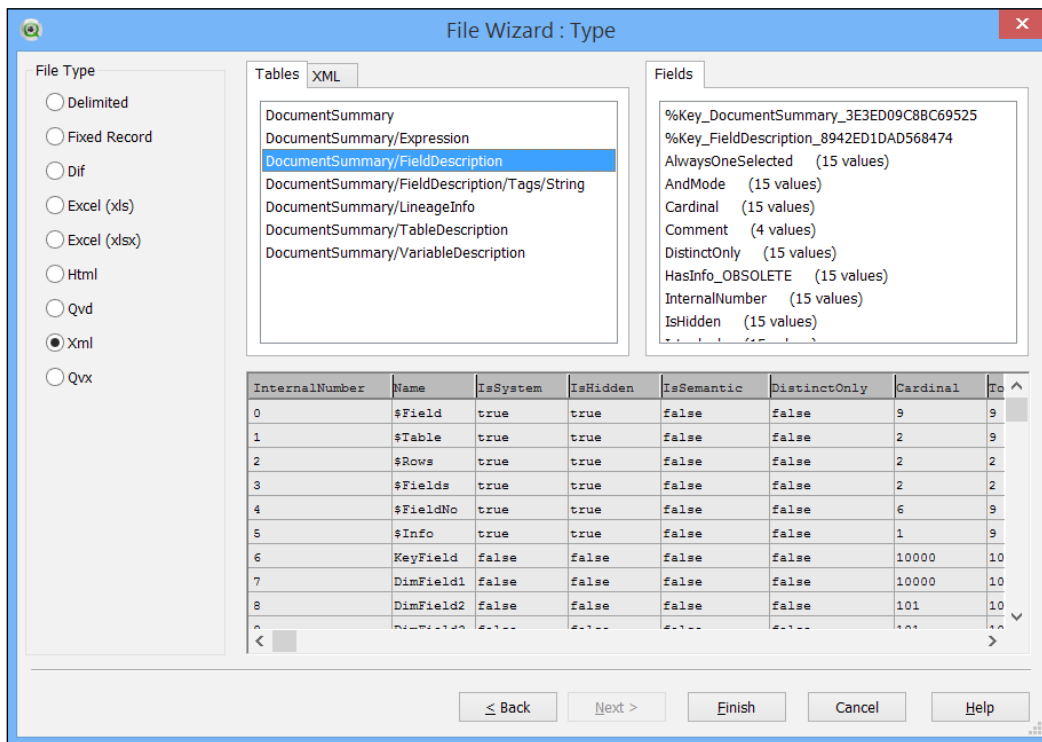 File Wizard : Type
File Type
Delimited
Fixed Record
Dif
Excel (xls)
Excel (xlsx)
Html
Qvd
Xml
Qvx
Tables XML
DocumentSummary
DocumentSummary/Expression
DocumentSummary/FieldDescription
DocumentSummary/FieldDescription/Tags/String
DocumentSummary/LineageInfo
DocumentSummary/TableDescription
DocumentSummary/VariableDescription
Fields
%Key_DocumentSummary_3E3ED09C8BC69525
%Key_FieldDescription_8942ED1DAD568474
AlwaysOneSelected (15 values)
AndMode (15 values)
Cardinal (15 values)
Comment (4 values)
DistinctOnly (15 values)
HasInfo_OBSOLETE (15 values)
InternalNumber (15 values)
IsHidden (15 values)
InternalNumber Name IsSystem IsHidden IsSemantic DistinctOnly Cardinal To
0 $Field true true false false 9 9
1 $Table true true false false 2 9
2 $Rows true true false false 2 2
3 $Fields true true false false 2 2
4 $FieldNo true true false false 6 9
5 $Info true true false false 1 9
6 KeyField false false false false 10000 10
7 DimField1 false false false false 10000 10
8 DimField2 false false false false 101 10
< Back Next > Finish Cancel Help